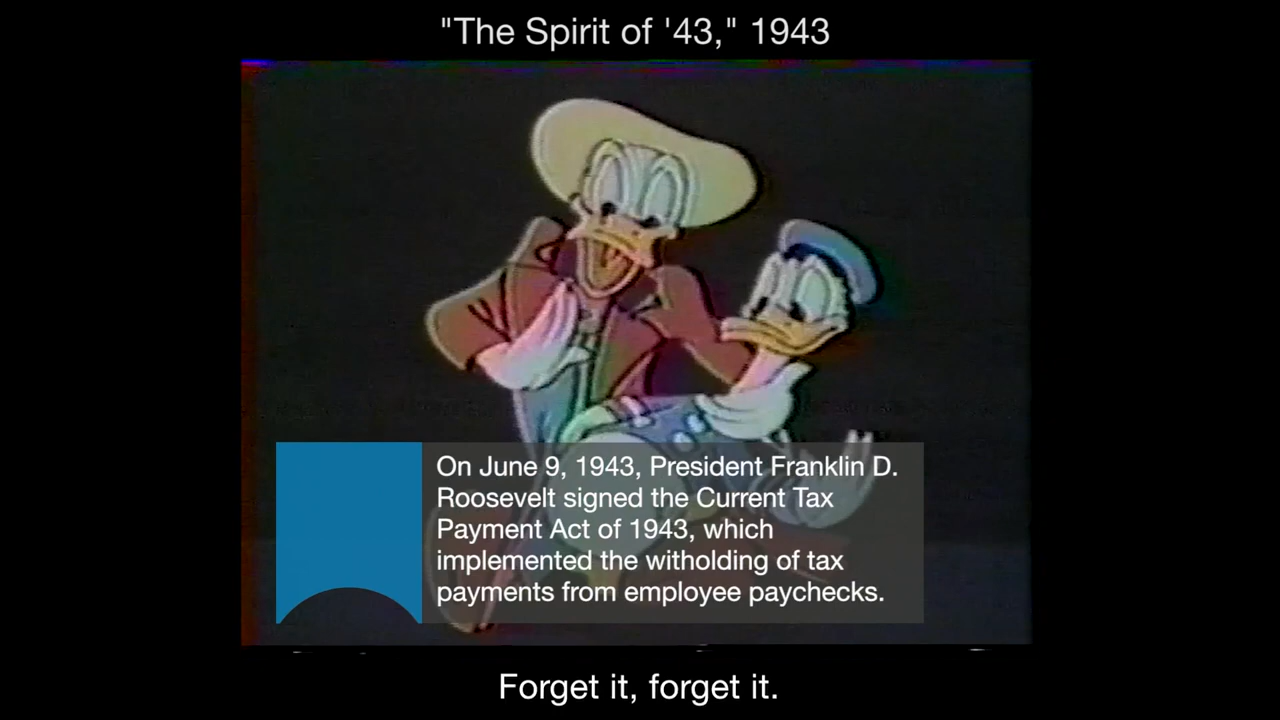 "The Spirit of '43," 1943
On June 9, 1943, President Franklin D.
Roosevelt signed the Current Tax
Payment Act of 1943, which
implemented the witholding of tax
payments from employee paychecks.
Forget it, forget it.